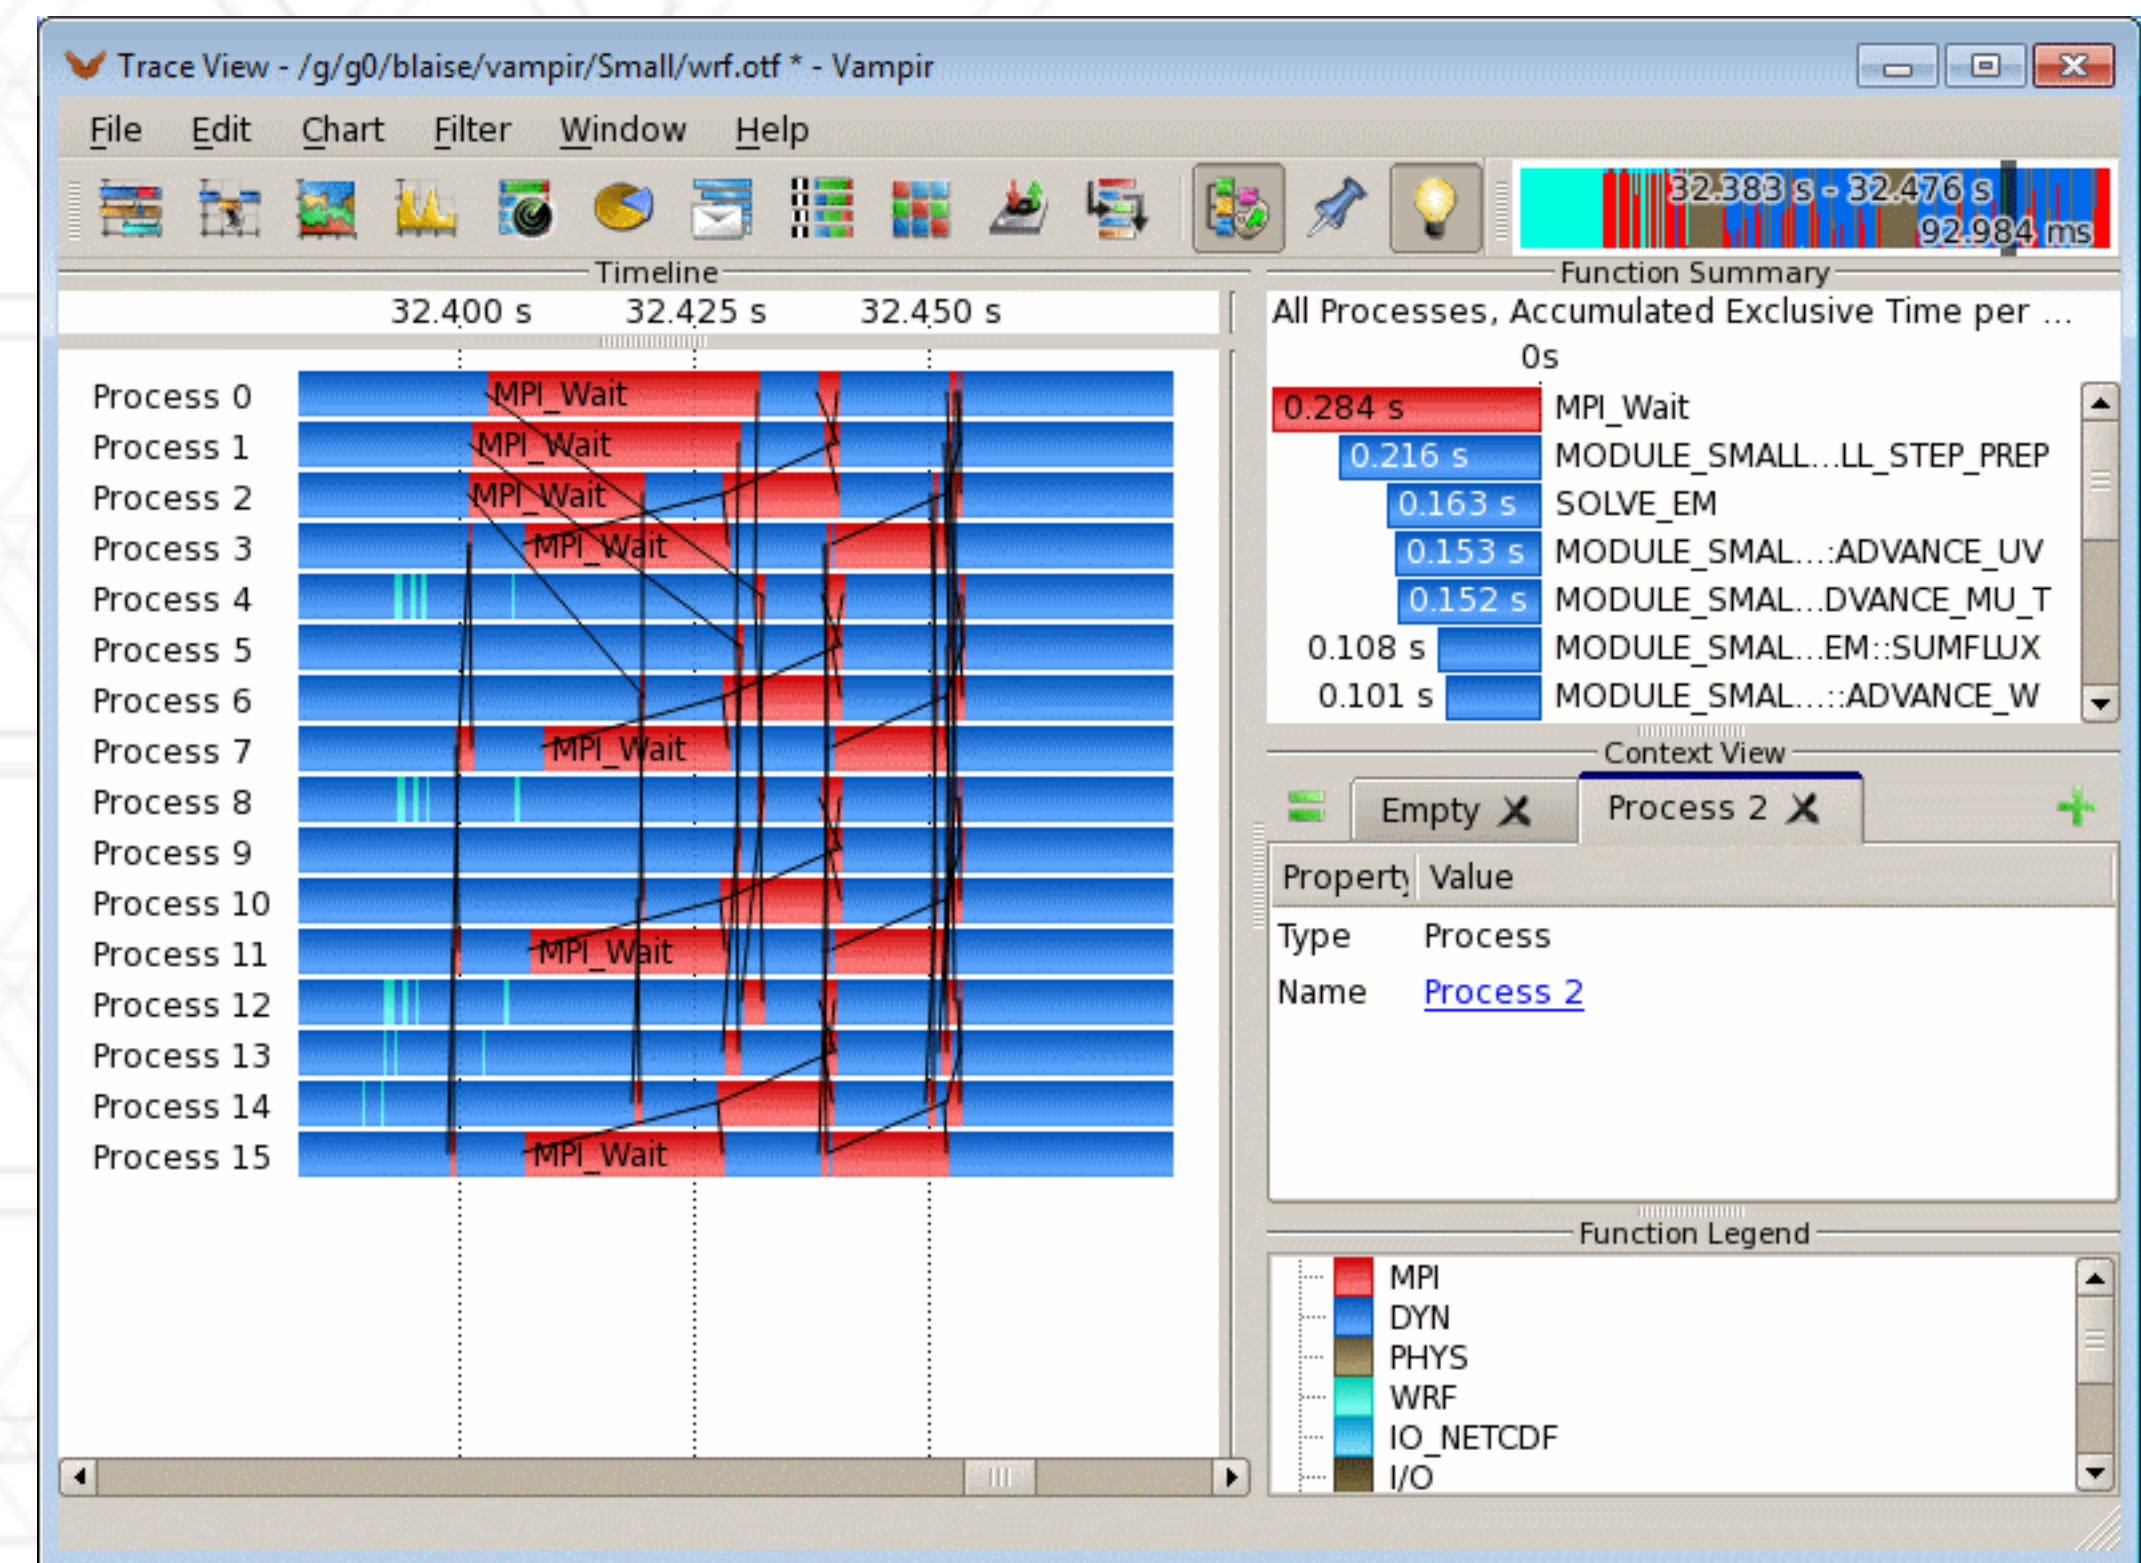 Trace View - /g/g0/blaise/vampir/Small/wrf.otf * - Vampir
File Edit Chart Filter Window Help
32.383 s - 32.476 s
92.984 ms
Timeline
32.400 s 32.425 s 32.450 s
Process 0 MPI_Wait
Process 1 MPI_Wait
Process 2 MPI_Wait
Process 3 MPI_Wait
Process 4
Process 5
Process 6
Process 7 MPI_Wait
Process 8
Process 9
Process 10
Process 11 MPI_Wait
Process 12
Process 13
Process 14
Process 15 MPI_Wait
Function Summary
All Processes, Accumulated Exclusive Time per ...
0s
0.284 s MPI_Wait
0.216 s MODULE_SMALL...LL_STEP_PREP
0.163 s SOLVE_EM
0.153 s MODULE_SMAL...:ADVANCE_UV
0.152 s MODULE_SMAL...DVANCE_MU_T
0.108 s MODULE_SMAL...EM::SUMFLUX
0.101 s MODULE_SMAL...::ADVANCE_W
Context View
Empty Process 2
Property Value
Type Process
Name Process 2
Function Legend
MPI
DYN
PHYS
WRF
IO_NETCDF
I/O